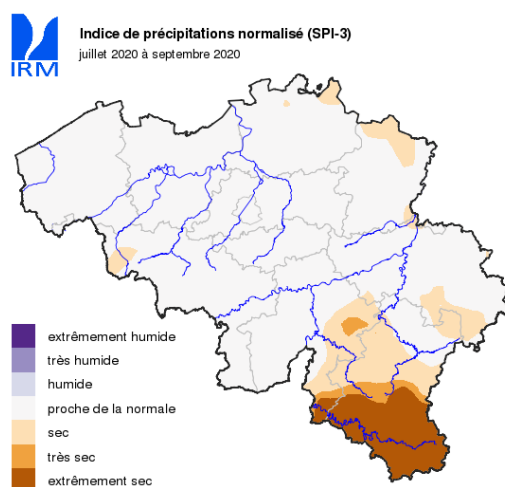 Indice de précipitations normalisé (SPI-3)
juillet 2020 à septembre 2020
IRM
extrêmement humide
très humide
humide
proche de la normale
sec
très sec
extrêmement sec